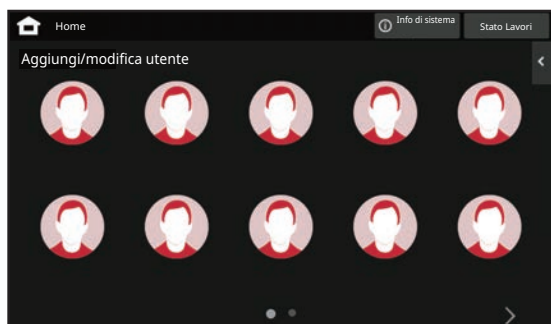 Home
Info di sistema
Stato Lavori
Aggiungi/modifica utente